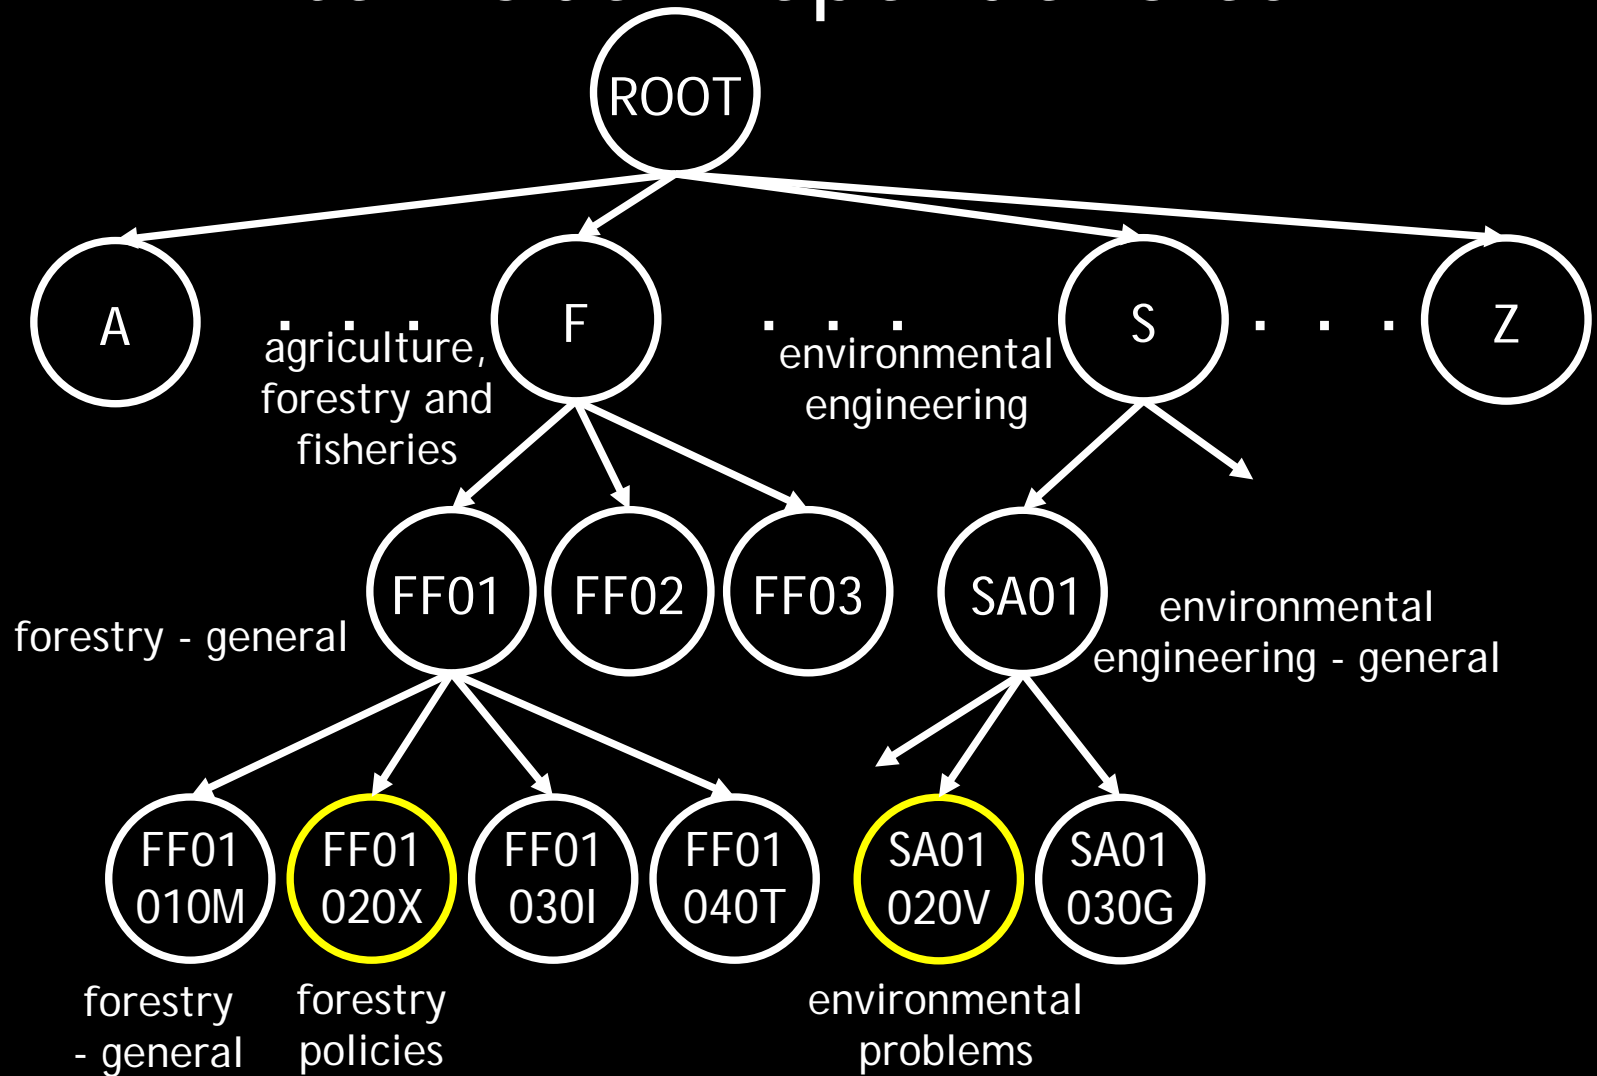 ROOT
A
. . .
F
. . .
S
. . .
Z
agriculture,
forestry and
fisheries
environmental
engineering
FF01
FF02
FF03
SA01
forestry - general
environmental
engineering - general
FF01
010M
FF01
020X
FF01
030I
FF01
040T
SA01
020V
SA01
030G
forestry
- general
forestry
policies
environmental
problems